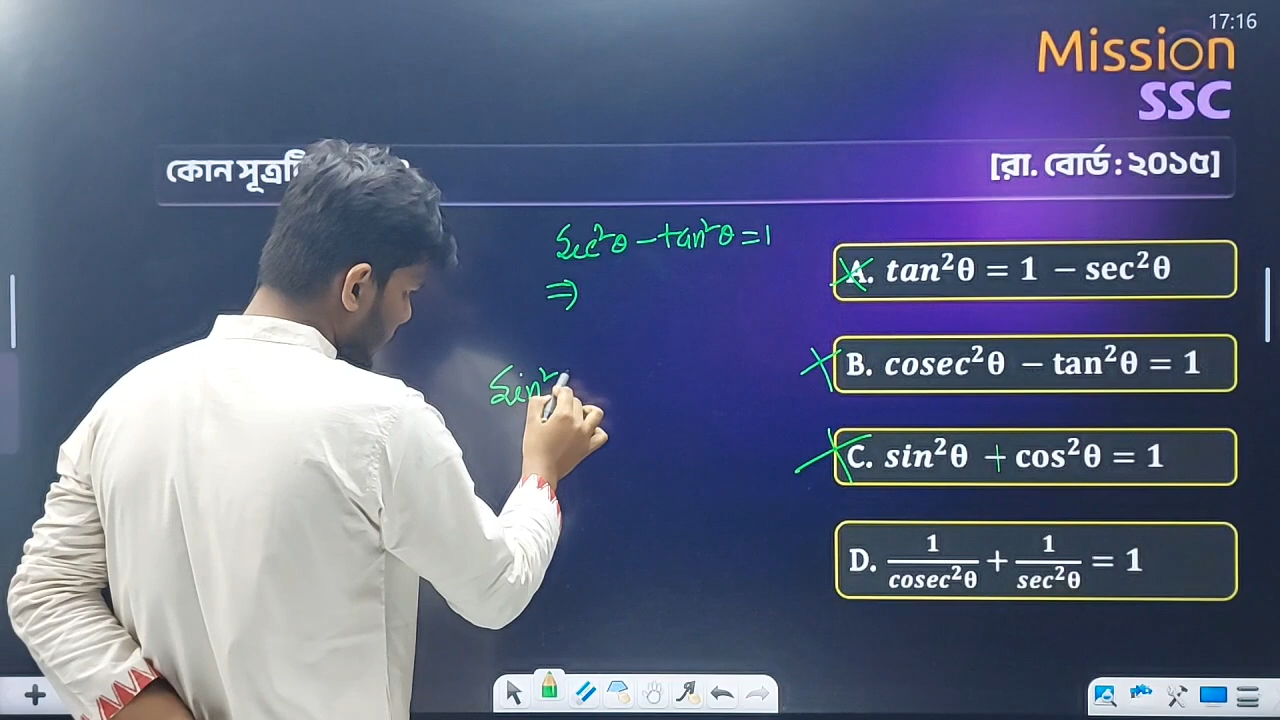 17:16
Mission
SSC
কোন সূত্রটি
[রা. বোর্ড : ২০১৫]
sec²θ − tan²θ = 1
⇒
sin²
A. tan²θ = 1 − sec²θ
B. cosec²θ − tan²θ = 1
C. sin²θ + cos²θ = 1
D. 1/cosec²θ + 1/sec²θ = 1